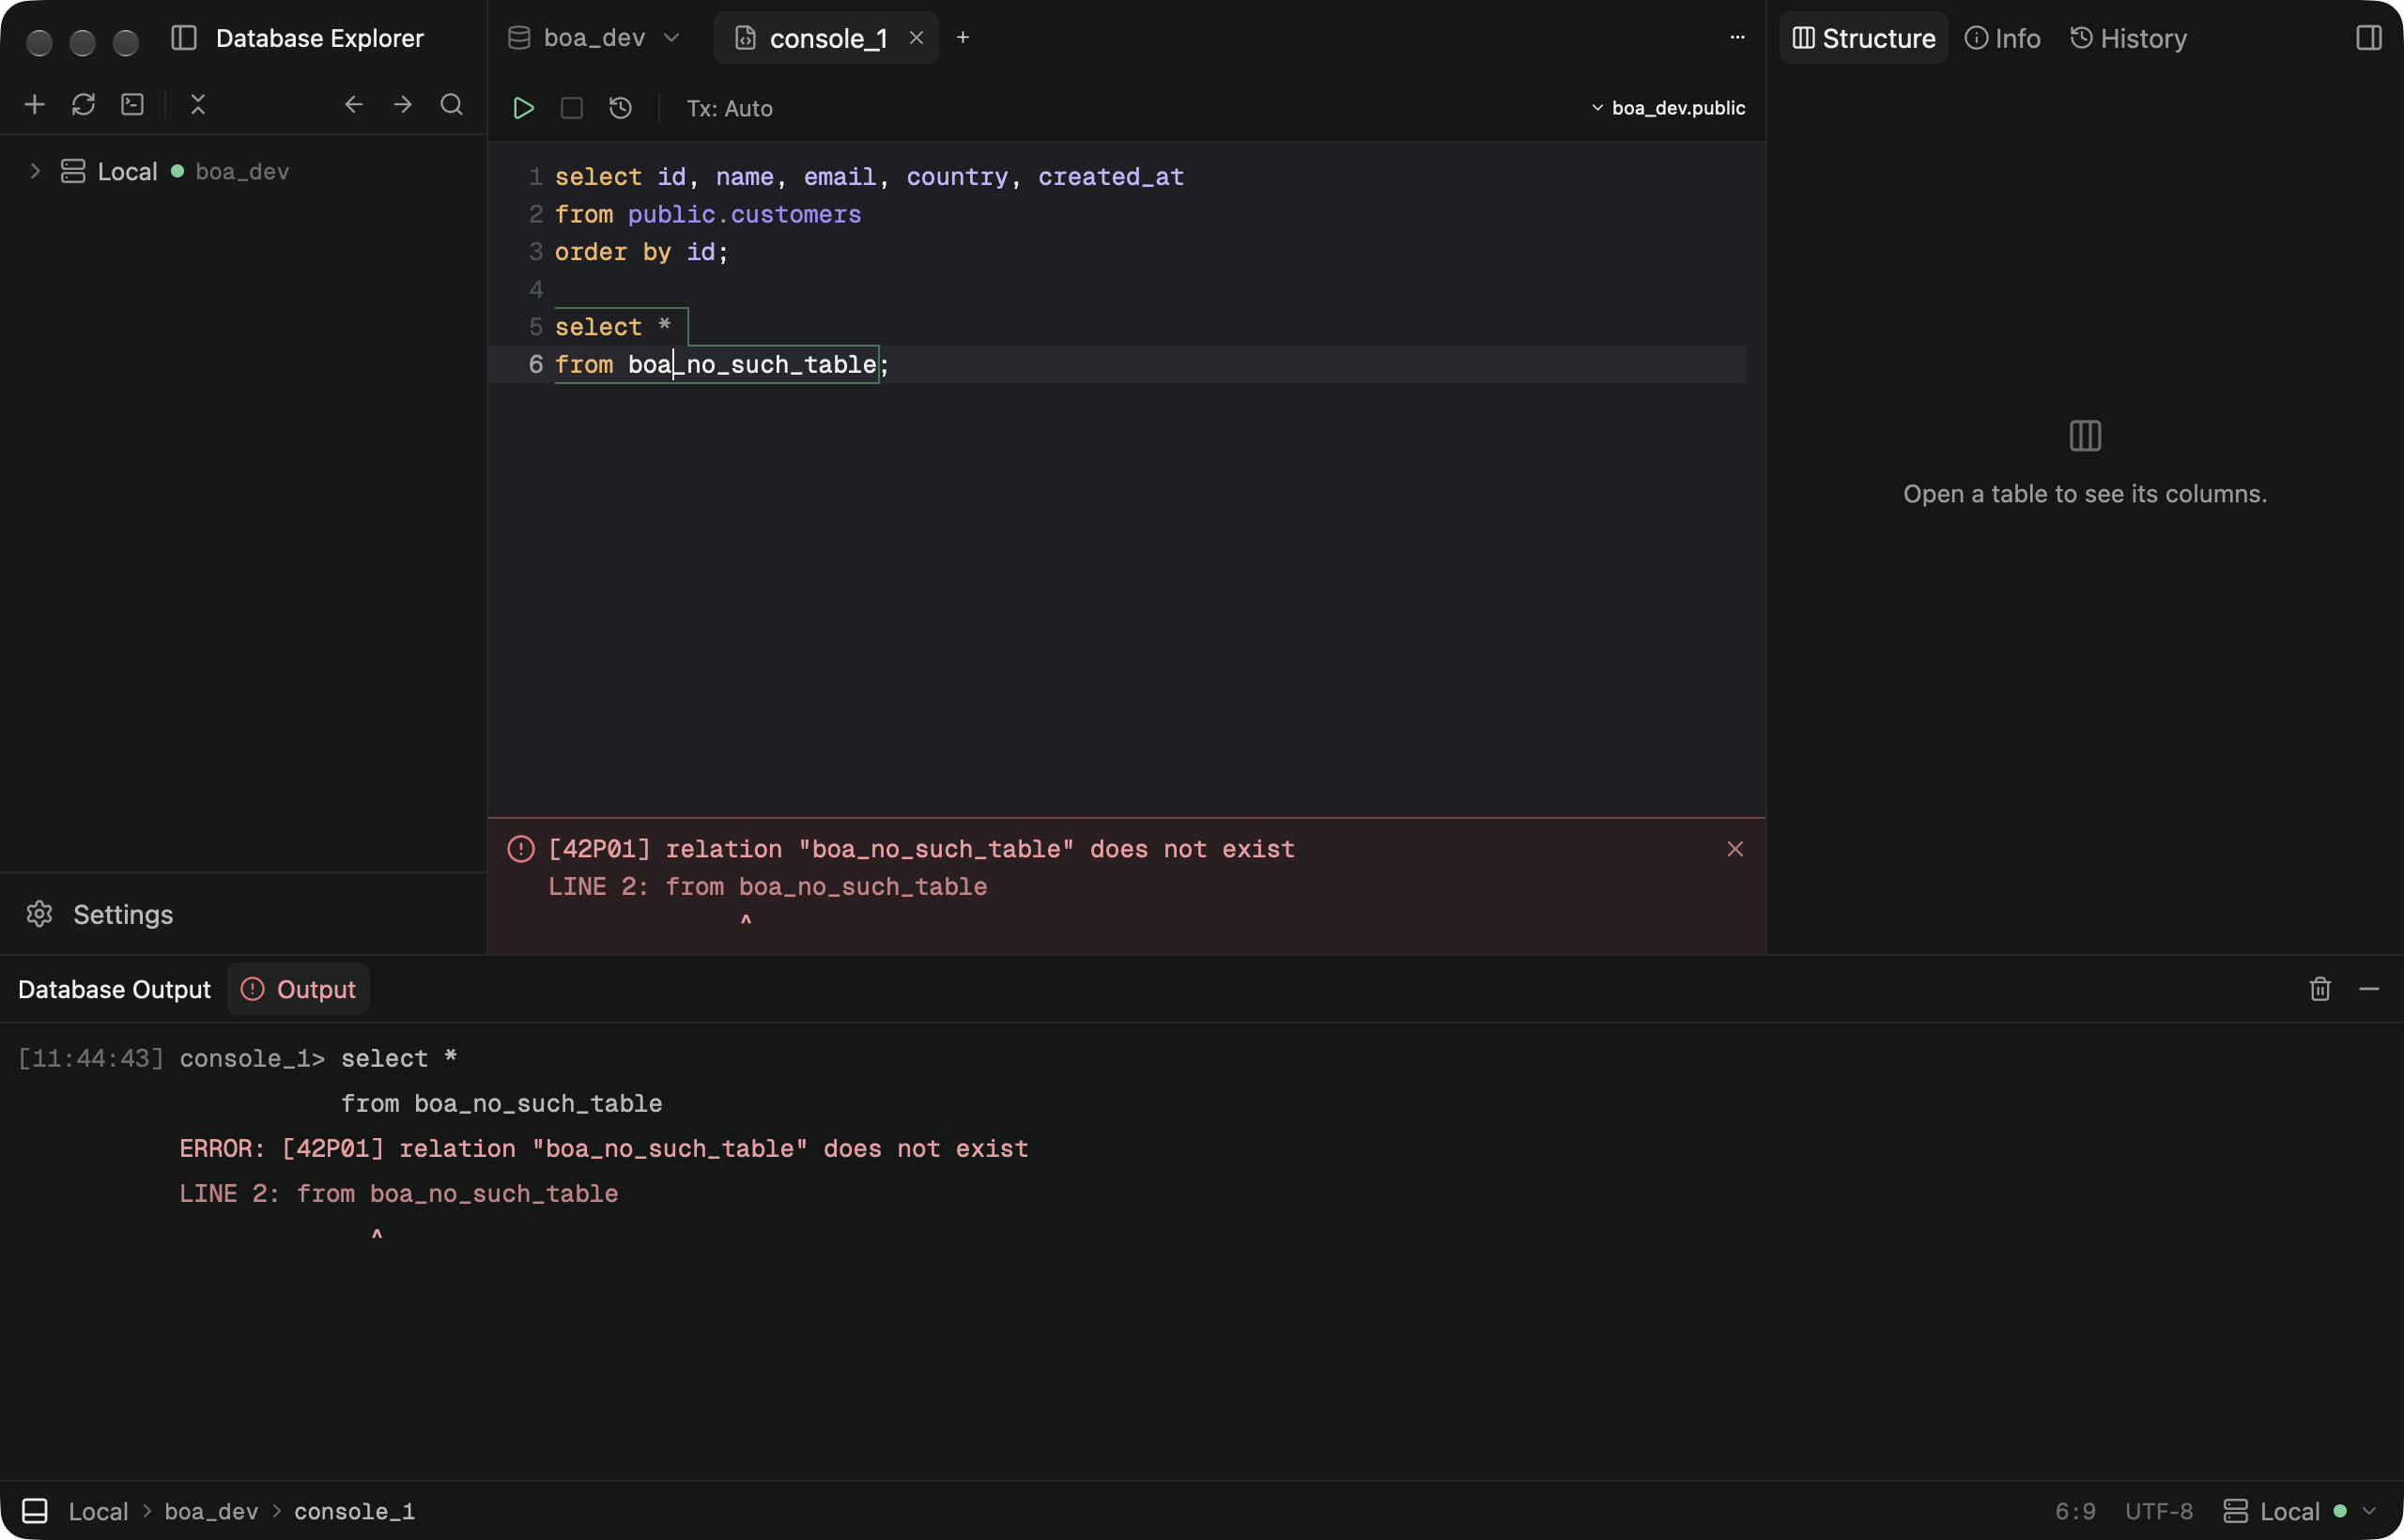 Database Explorer
boa_dev
console_1
Structure
Info
History
Tx: Auto
boa_dev.public
Local boa_dev
1 select id, name, email, country, created_at
2 from public.customers
3 order by id;
4
5 select *
6 from boa_no_such_table;
Open a table to see its columns.
[42P01] relation "boa_no_such_table" does not exist
LINE 2: from boa_no_such_table
^
Settings
Database Output
Output
[11:44:43] console_1> select *
from boa_no_such_table
ERROR: [42P01] relation "boa_no_such_table" does not exist
LINE 2: from boa_no_such_table
^
Local > boa_dev > console_1
6:9
UTF-8
Local